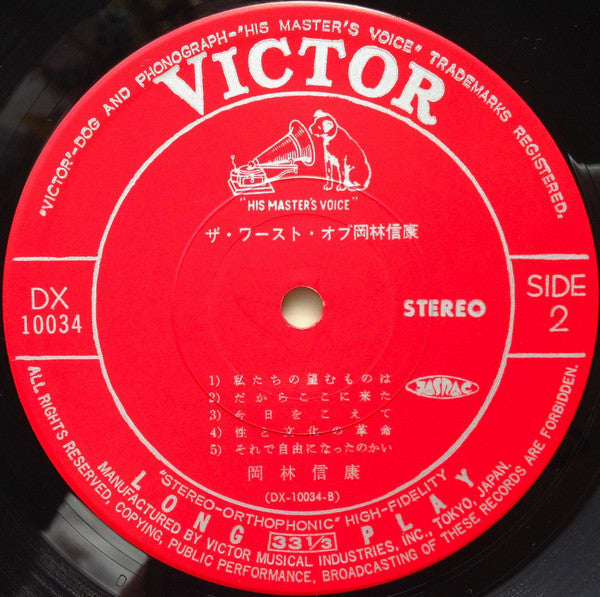 "VICTOR"-DOG AND PHONOGRAPH-"HIS MASTER'S VOICE" TRADEMARKS REGISTERED.
VICTOR
"HIS MASTER'S VOICE"
ザ・ワースト・オブ岡林信康
DX
10034
STEREO
SIDE
2
1) 私たちの望むものは
2) だからここに来た
3) 今日をこえて
4) 性と文化の革命
5) それで自由になったのかい
JASRAC
岡林信康
(DX-10034-B)
"STEREO-ORTHOPHONIC" HIGH-FIDELITY
LONG 33 1/3 PLAY
MANUFACTURED BY VICTOR MUSICAL INDUSTRIES, INC., TOKYO, JAPAN.
ALL RIGHTS RESERVED, COPYING, PUBLIC PERFORMANCE, BROADCASTING OF THESE RECORDS ARE FORBIDDEN.
D